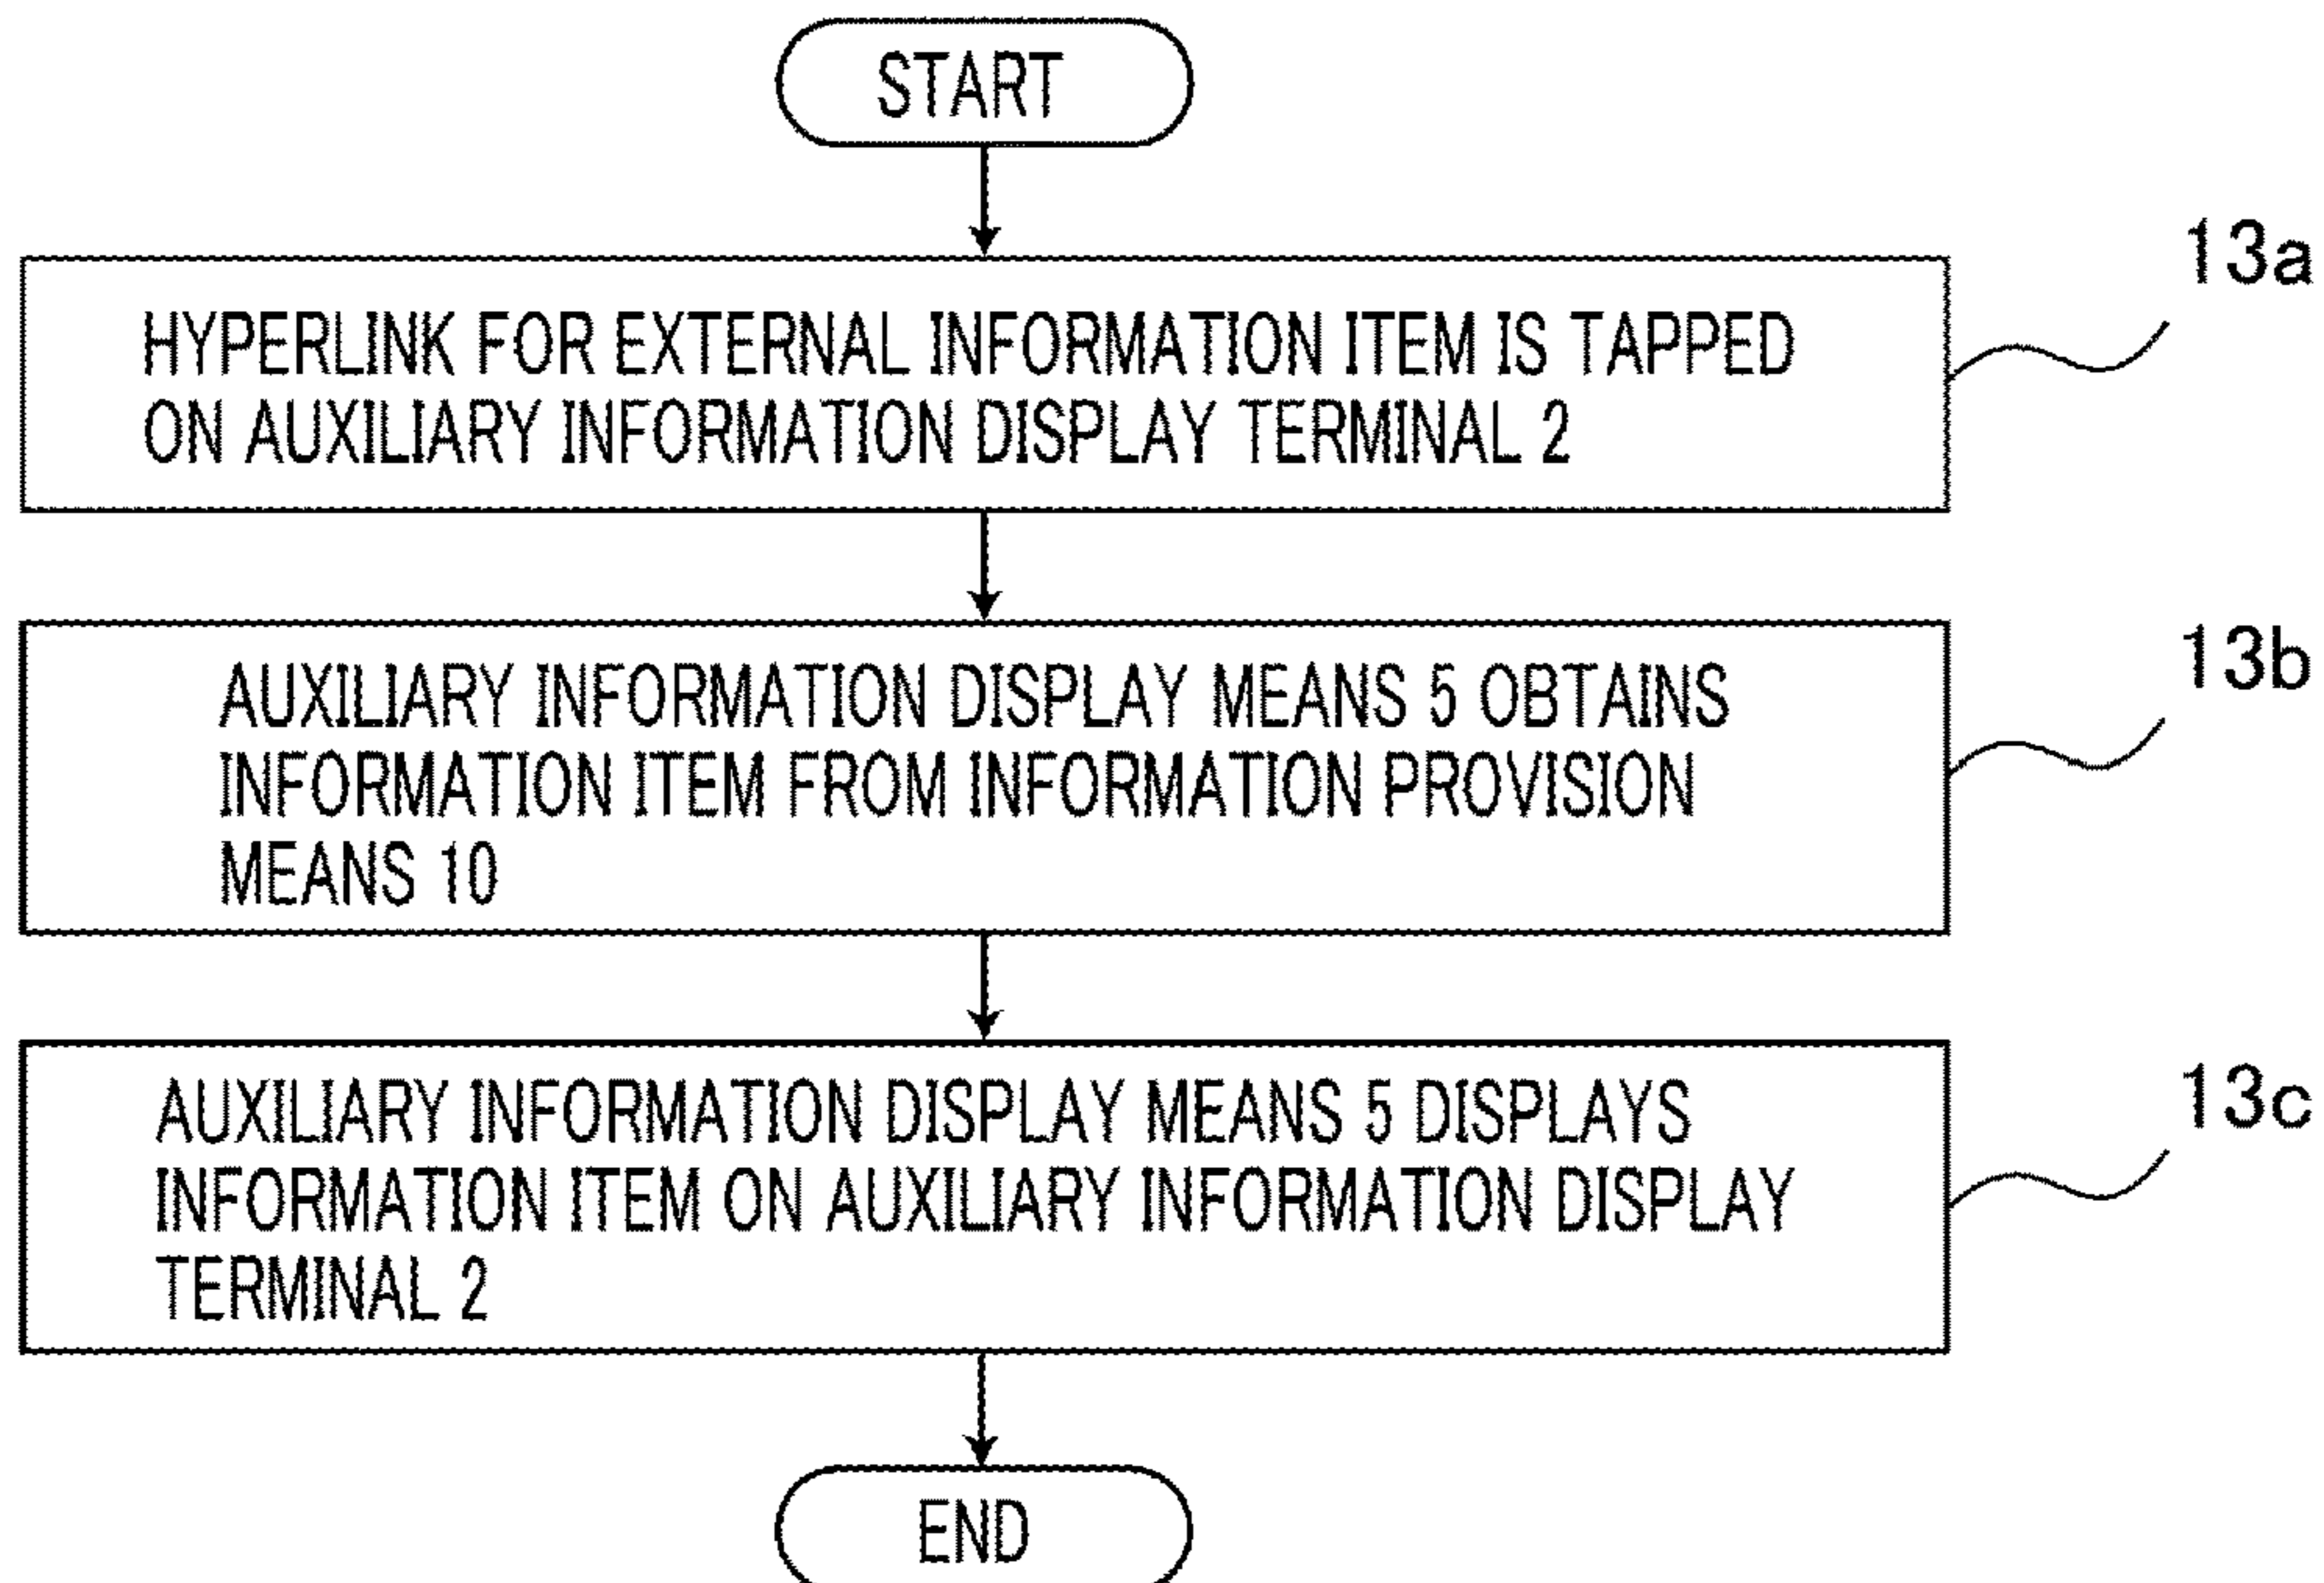 START
13a
HYPERLINK FOR EXTERNAL INFORMATION ITEM IS TAPPED
ON AUXILIARY INFORMATION DISPLAY TERMINAL 2
13b
AUXILIARY INFORMATION DISPLAY MEANS 5 OBTAINS
INFORMATION ITEM FROM INFORMATION PROVISION
MEANS 10
13c
AUXILIARY INFORMATION DISPLAY MEANS 5 DISPLAYS
INFORMATION ITEM ON AUXILIARY INFORMATION DISPLAY
TERMINAL 2
END